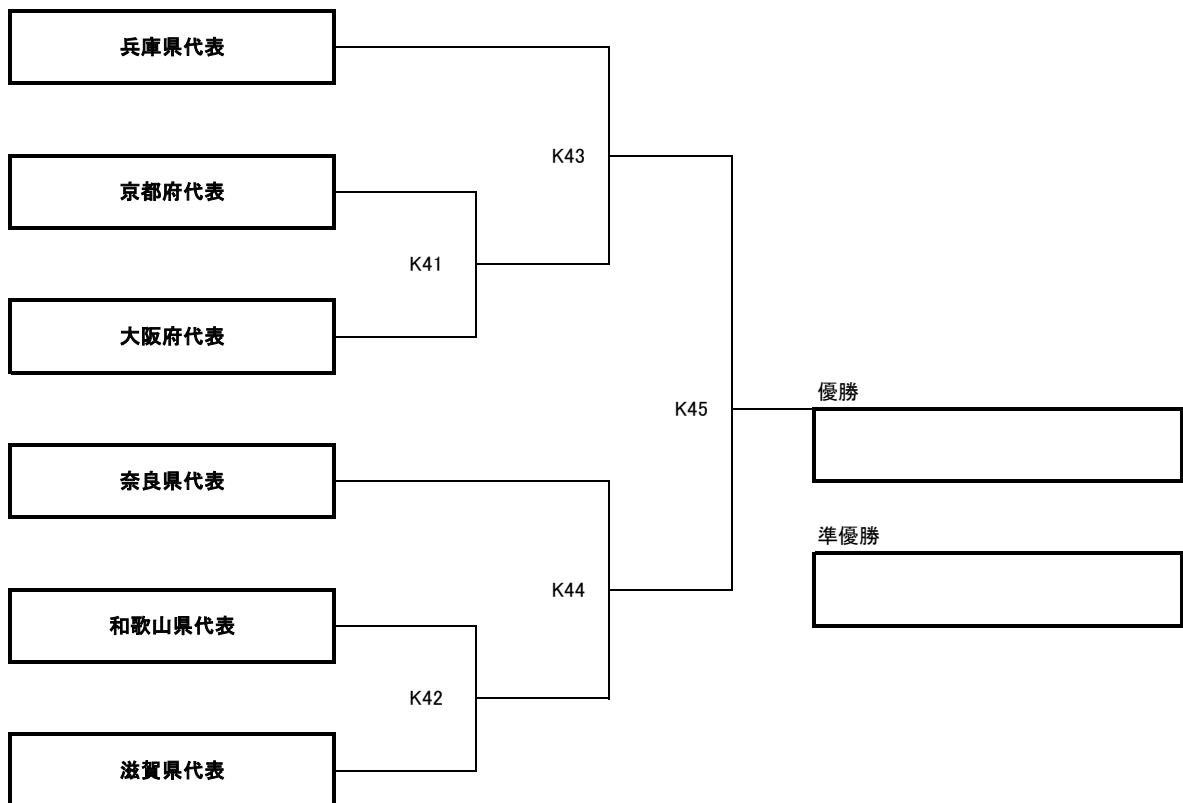 兵庫県代表
K43
京都府代表
K41
大阪府代表
優勝
K45
奈良県代表
準優勝
K44
和歌山県代表
K42
滋賀県代表